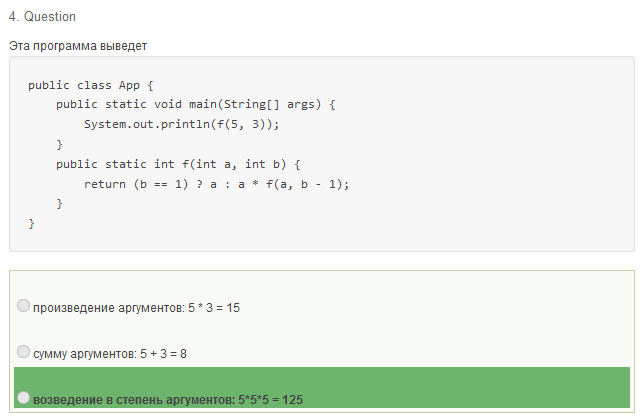 4. Question
Эта программа выведет
public class App {
    public static void main(String[] args) {
        System.out.println(f(5, 3));
    }
    public static int f(int a, int b) {
        return (b == 1) ? a : a * f(a, b - 1);
    }
}
произведение аргументов: 5 * 3 = 15
сумму аргументов: 5 + 3 = 8
возведение в степень аргументов: 5*5*5 = 125